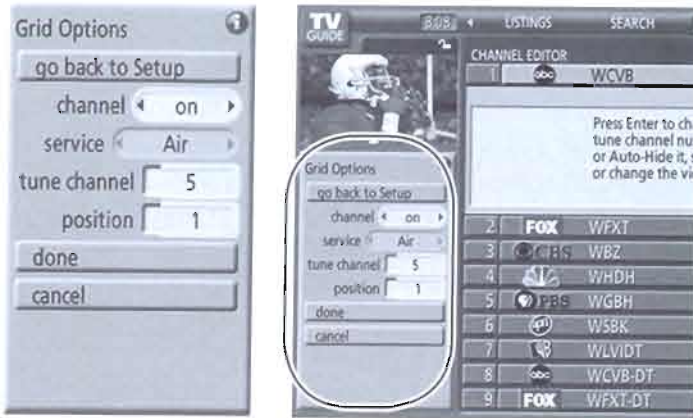 Grid Options
i
go back to Setup
channel on
service Air
tune channel 5
position 1
done
cancel
TV
GUIDE
8:08 LISTINGS SEARCH
CHANNEL EDITOR
1 abc WCVB
Press Enter to ch
tune channel nu
or Auto-Hide it, s
or change the vi
Grid Options
go back to Setup
channel on
service Air
tune channel 5
position 1
done
cancel
2 FOX WFXT
3 CBS WBZ
4 WHDH
5 PBS WGBH
6 WSBK
7 WLVIDT
8 abc WCVB-DT
9 FOX WFXT-DT